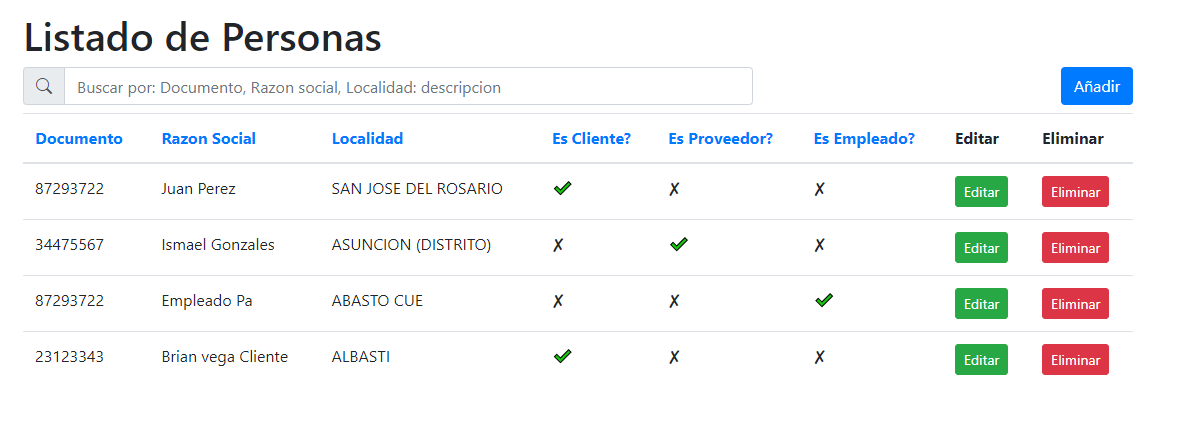 Listado de Personas
Buscar por: Documento, Razon social, Localidad: descripcion
Añadir
Documento Razon Social Localidad Es Cliente? Es Proveedor? Es Empleado? Editar Eliminar
87293722 Juan Perez SAN JOSE DEL ROSARIO ✔ ✗ ✗ Editar Eliminar
34475567 Ismael Gonzales ASUNCION (DISTRITO) ✗ ✔ ✗ Editar Eliminar
87293722 Empleado Pa ABASTO CUE ✗ ✗ ✔ Editar Eliminar
23123343 Brian vega Cliente ALBASTI ✔ ✗ ✗ Editar Eliminar